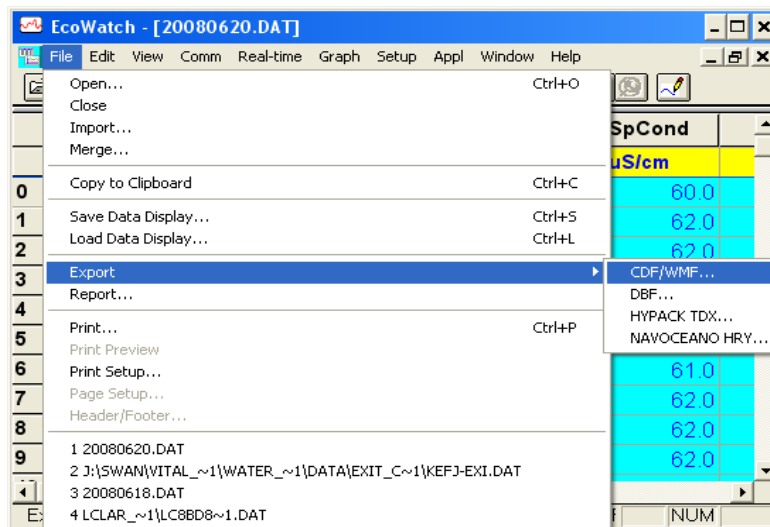 EcoWatch - [20080620.DAT]
File Edit View Comm Real-time Graph Setup Appl Window Help
Open... Ctrl+O
Close
Import...
Merge...
Copy to Clipboard Ctrl+C
Save Data Display... Ctrl+S
Load Data Display... Ctrl+L
Export
Report...
Print... Ctrl+P
Print Preview
Print Setup...
Page Setup...
Header/Footer...
1 20080620.DAT
2 J:\SWAN\VITAL_~1\WATER_~1\DATA\EXIT_C~1\KEFJ-EXI.DAT
3 20080618.DAT
4 LCLAR_~1\LC8BD8~1.DAT
CDF/WMF...
DBF...
HYPACK TDX...
NAVOCEANO HRY...
SpCond
uS/cm
0 60.0
1 62.0
2 62.0
3
4
5
6 61.0
7 62.0
8 62.0
9 62.0
NUM